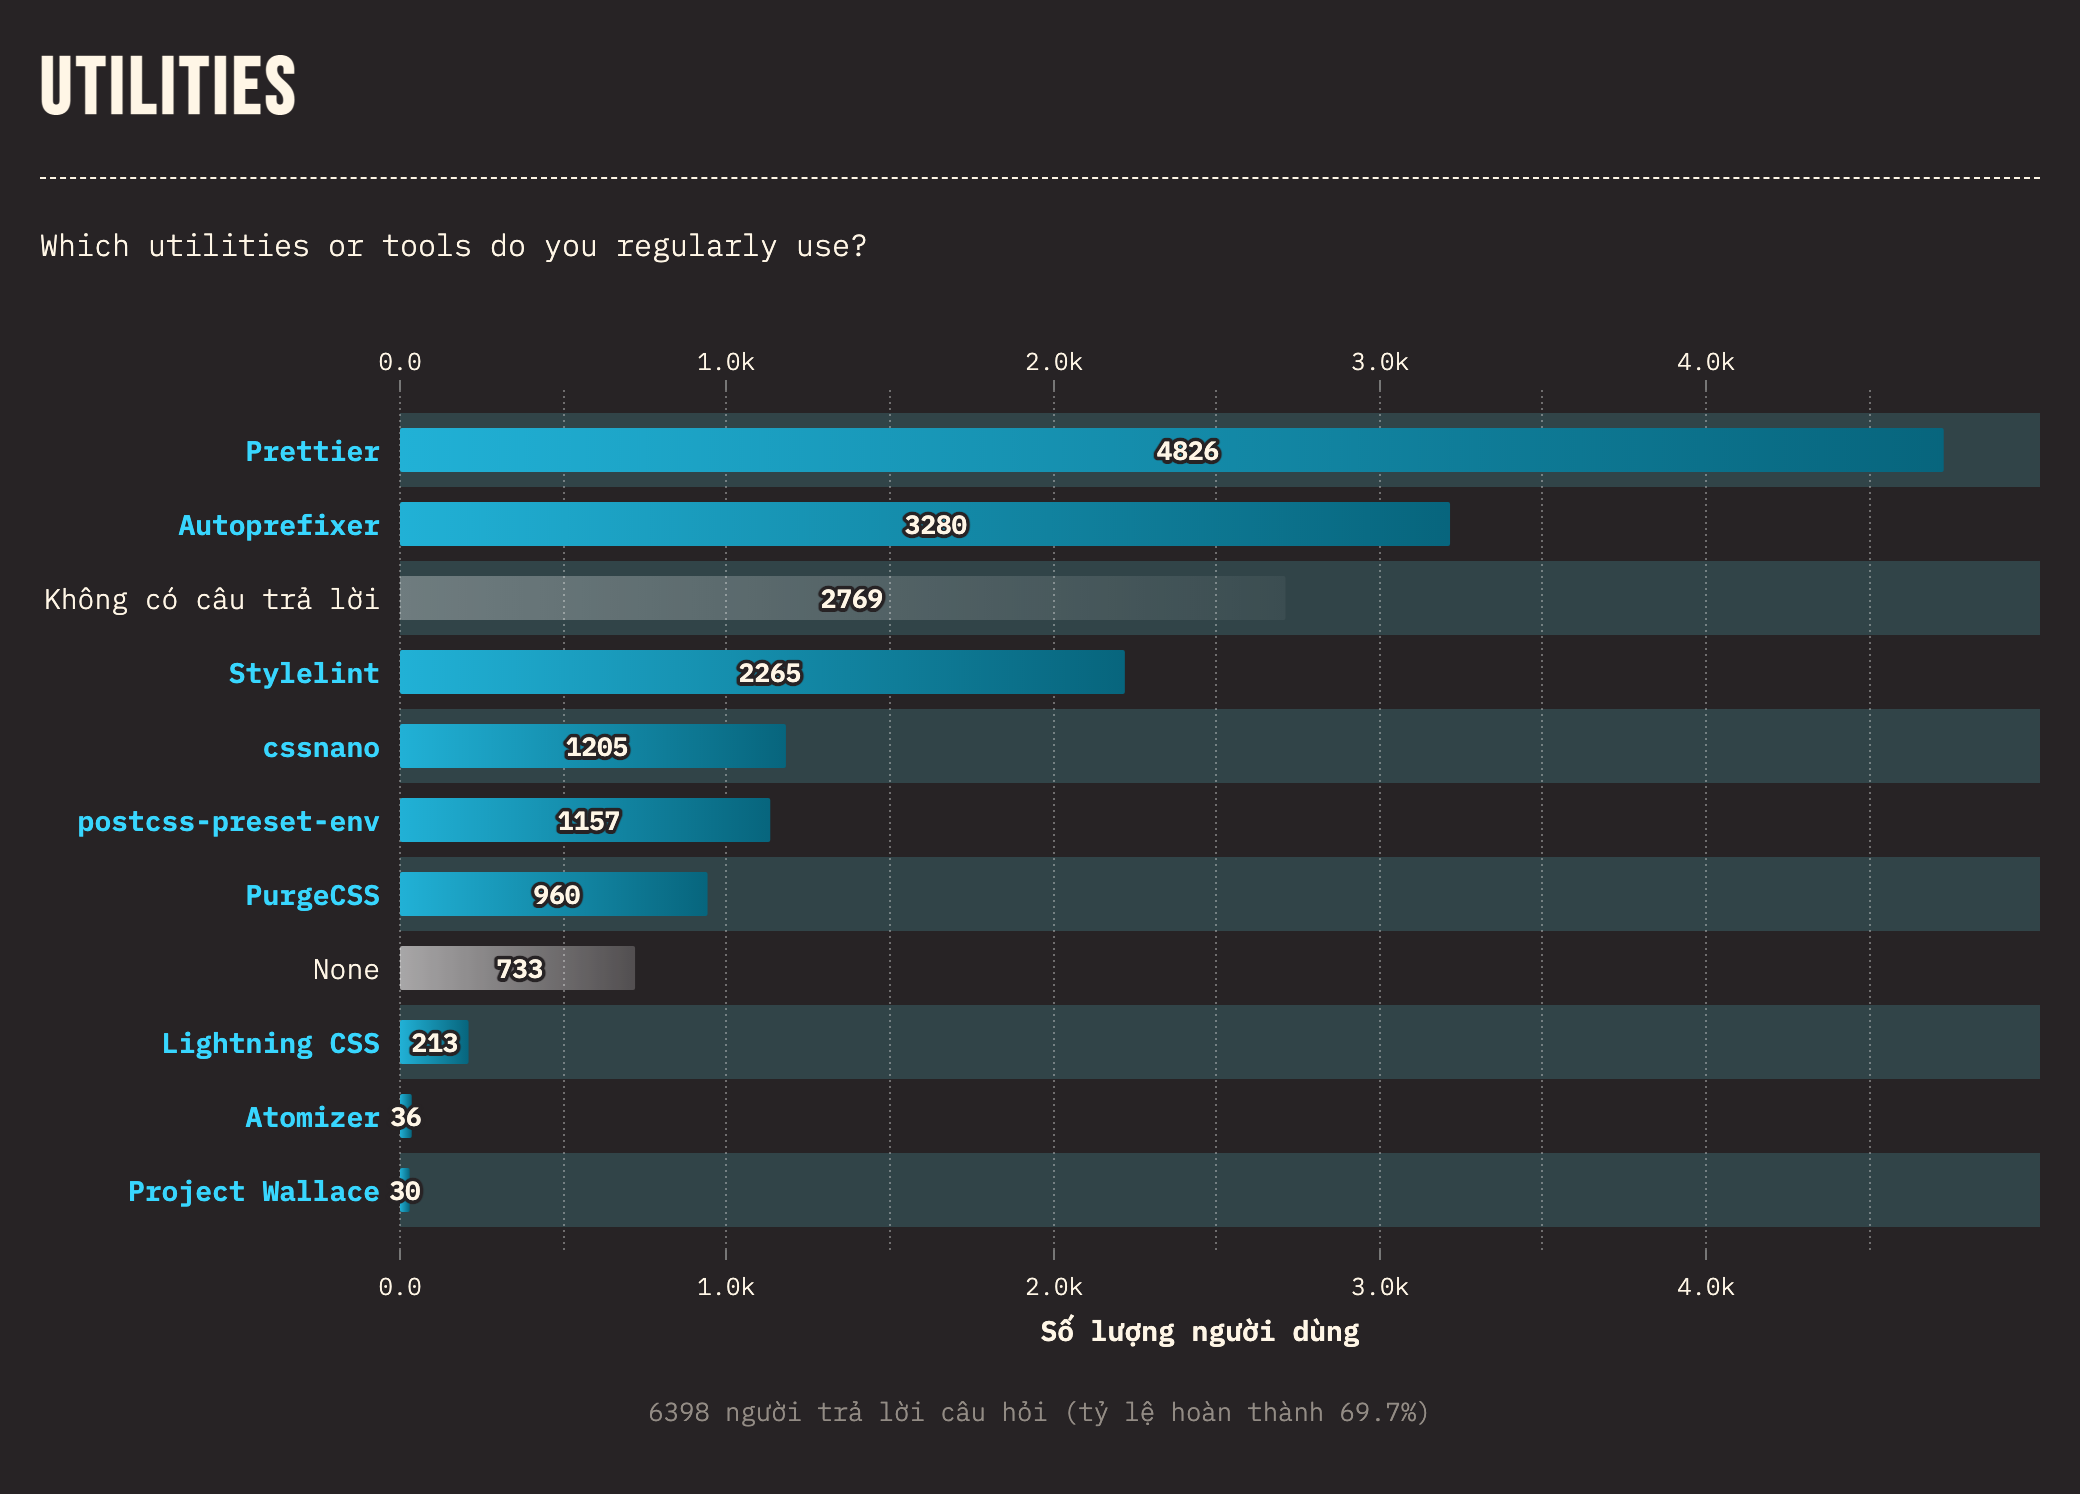 UTILITIES
Which utilities or tools do you regularly use?
0.0 1.0k 2.0k 3.0k 4.0k
Prettier 4826
Autoprefixer 3280
Không có câu trả lời 2769
Stylelint 2265
cssnano 1205
postcss-preset-env 1157
PurgeCSS 960
None 733
Lightning CSS 213
Atomizer 36
Project Wallace 30
0.0 1.0k 2.0k 3.0k 4.0k
Số lượng người dùng
6398 người trả lời câu hỏi (tỷ lệ hoàn thành 69.7%)